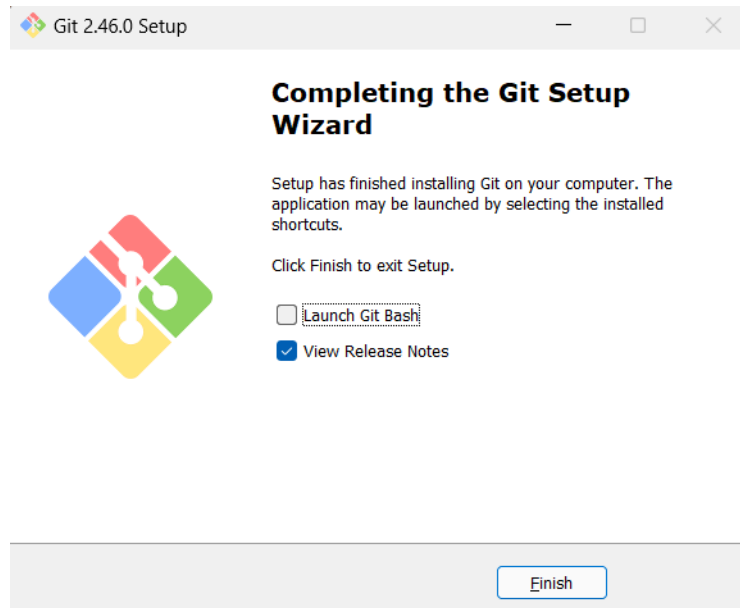 Git 2.46.0 Setup
Completing the Git Setup
Wizard
Setup has finished installing Git on your computer. The
application may be launched by selecting the installed
shortcuts.
Click Finish to exit Setup.
Launch Git Bash
View Release Notes
Finish